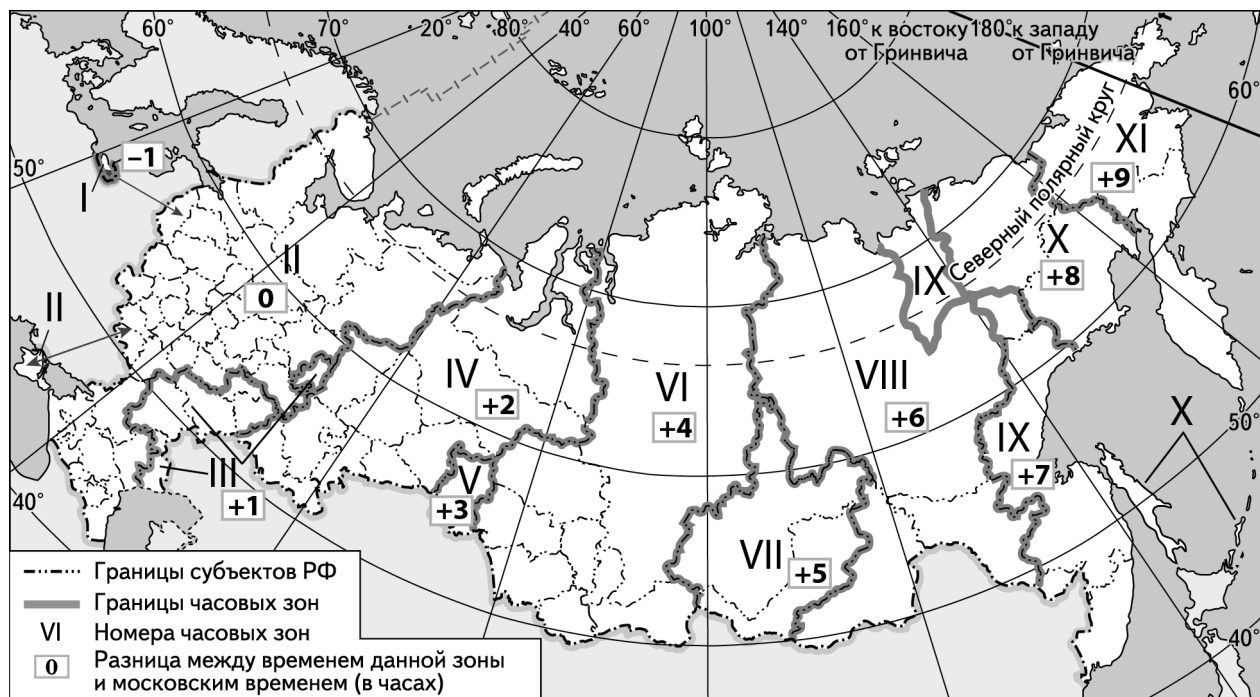 60°
70°
20°
80°
40°
60°
100°
140°
160° к востоку
от Гринвича
180° к западу
от Гринвича
60°
50°
–1
I
II
0
II
40°
III
+1
IV
+2
V
+3
VI
+4
VII
+5
VIII
+6
IX
IX
+7
Северный полярный круг
X
+8
XI
+9
X
50°
40°
Границы субъектов РФ
Границы часовых зон
VI Номера часовых зон
0 Разница между временем данной зоны
и московским временем (в часах)